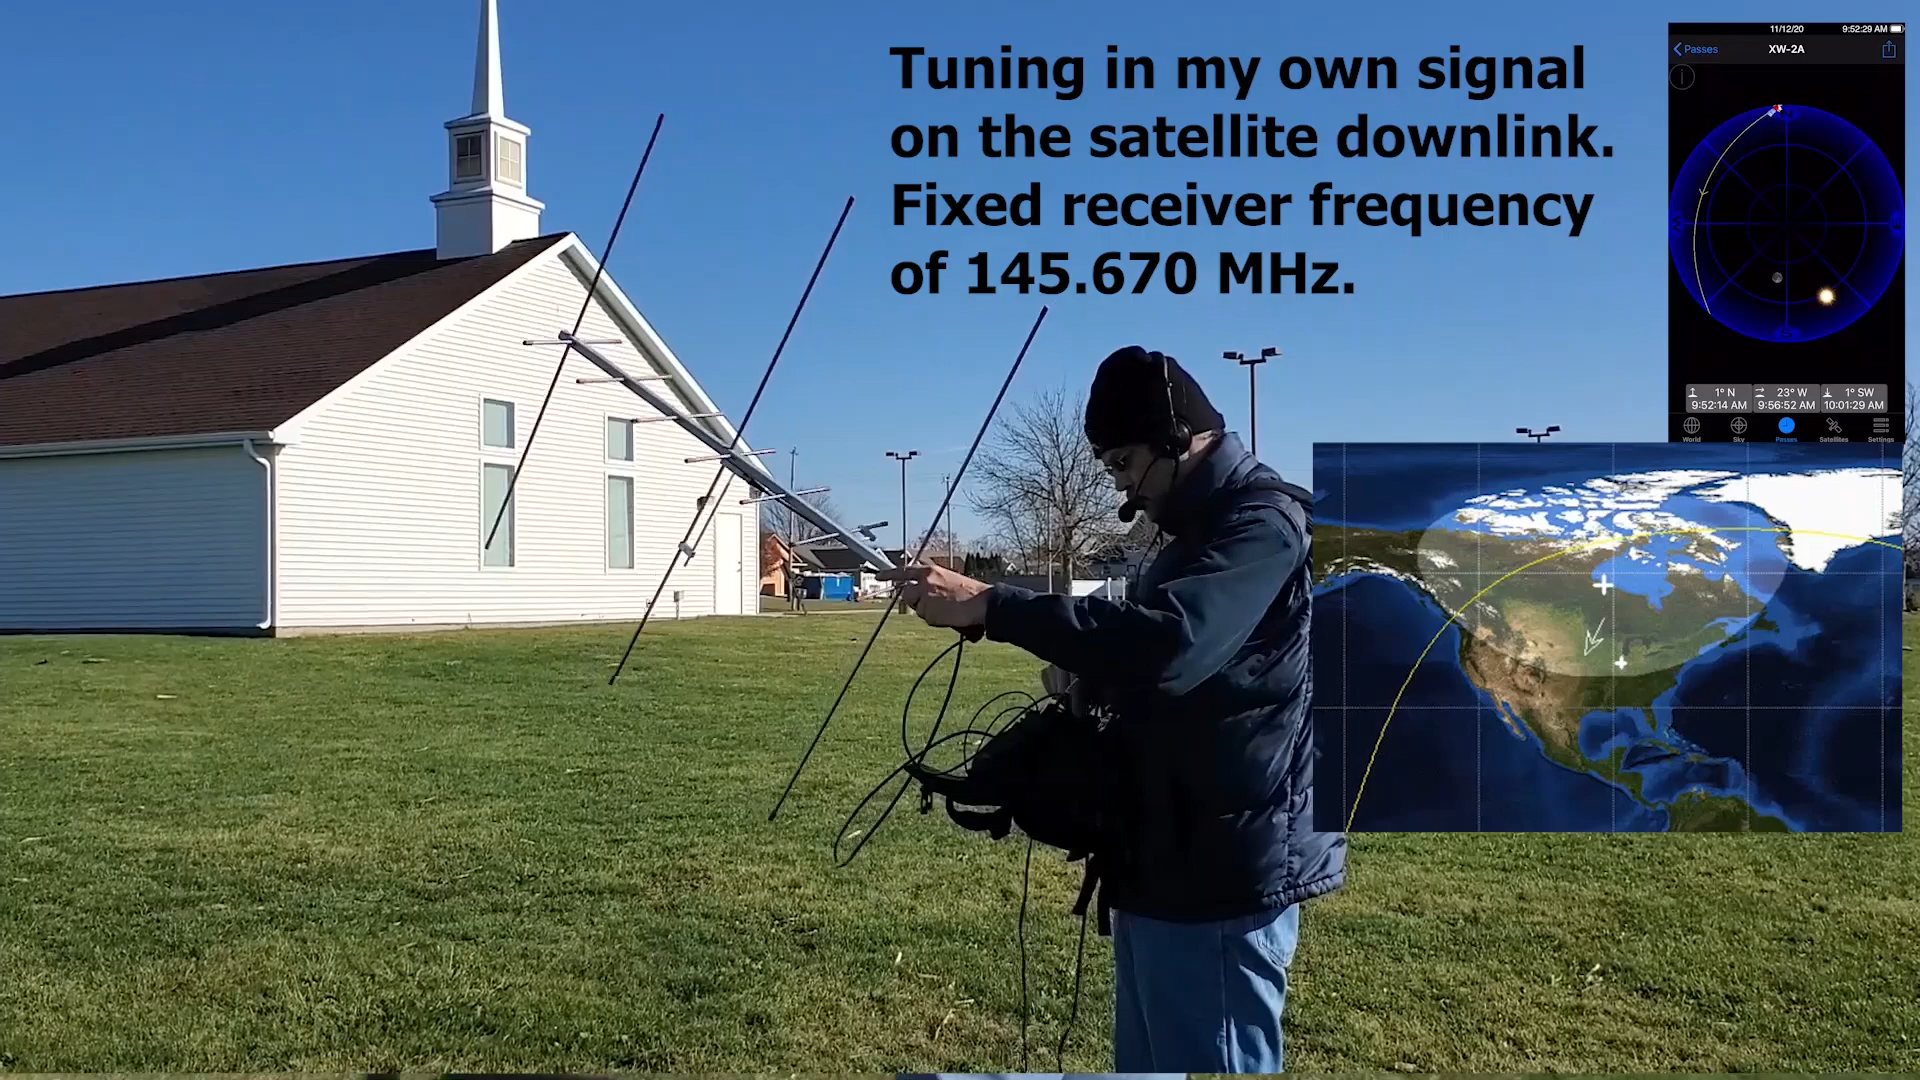 Tuning in my own signal
on the satellite downlink.
Fixed receiver frequency
of 145.670 MHz.
11/12/20 9:52:29 AM
Passes XW-2A
1° N 23° W 1° SW
9:52:14 AM 9:56:52 AM 10:01:29 AM
World Sky Passes Satellites Settings